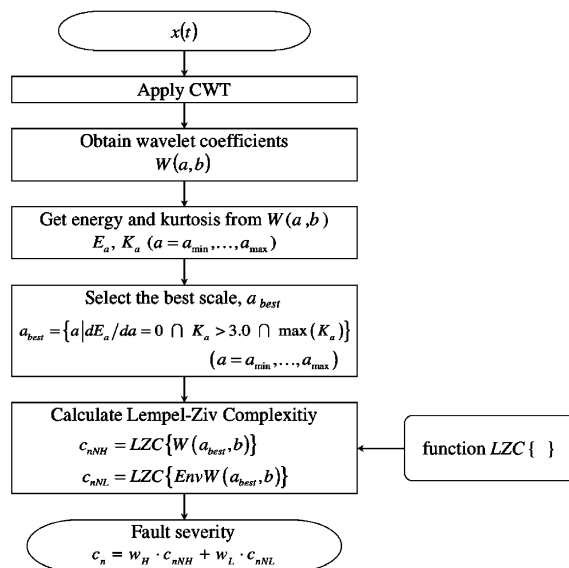 x(t)
Apply CWT
Obtain wavelet coefficients
W(a,b)
Get energy and kurtosis from W(a,b)
E_a, K_a (a = a_min,…,a_max)
Select the best scale, a_best
a_best = {a|dE_a/da = 0 ∩ K_a > 3.0 ∩ max(K_a)}
(a = a_min,…,a_max)
Calculate Lempel-Ziv Complexitiy
c_nNH = LZC{W(a_best,b)}
c_nNL = LZC{EnvW(a_best,b)}
function LZC{ }
Fault severity
c_n = w_H · c_nNH + w_L · c_nNL